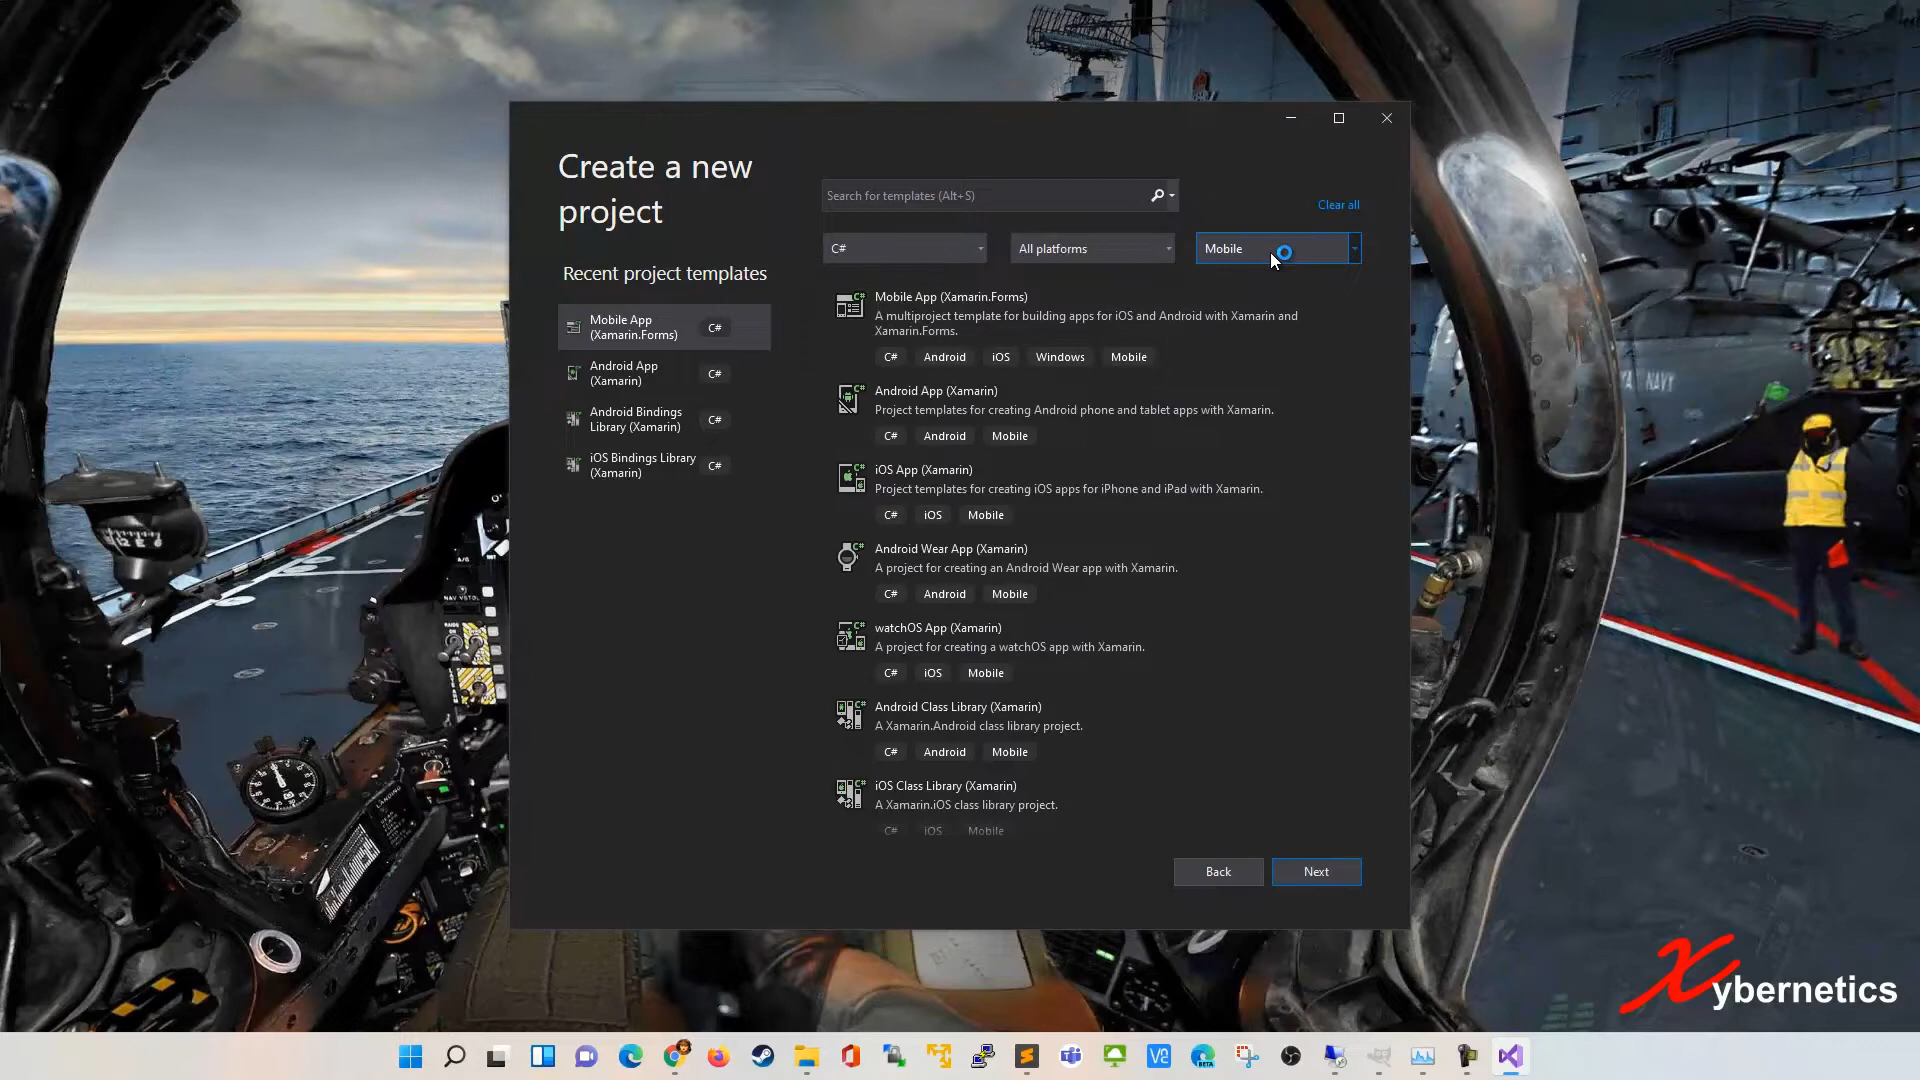 Create a new
project
Search for templates (Alt+S)
Clear all
C#
All platforms
Mobile
Recent project templates
Mobile App
(Xamarin.Forms)
C#
Android App
(Xamarin)
C#
Android Bindings
Library (Xamarin)
C#
iOS Bindings Library
(Xamarin)
C#
Mobile App (Xamarin.Forms)
A multiproject template for building apps for iOS and Android with Xamarin and
Xamarin.Forms.
C# Android iOS Windows Mobile
Android App (Xamarin)
Project templates for creating Android phone and tablet apps with Xamarin.
C# Android Mobile
iOS App (Xamarin)
Project templates for creating iOS apps for iPhone and iPad with Xamarin.
C# iOS Mobile
Android Wear App (Xamarin)
A project for creating an Android Wear app with Xamarin.
C# Android Mobile
watchOS App (Xamarin)
A project for creating a watchOS app with Xamarin.
C# iOS Mobile
Android Class Library (Xamarin)
A Xamarin.Android class library project.
C# Android Mobile
iOS Class Library (Xamarin)
A Xamarin.iOS class library project.
C# iOS Mobile
Back
Next
NAVY
Xybernetics
BETA